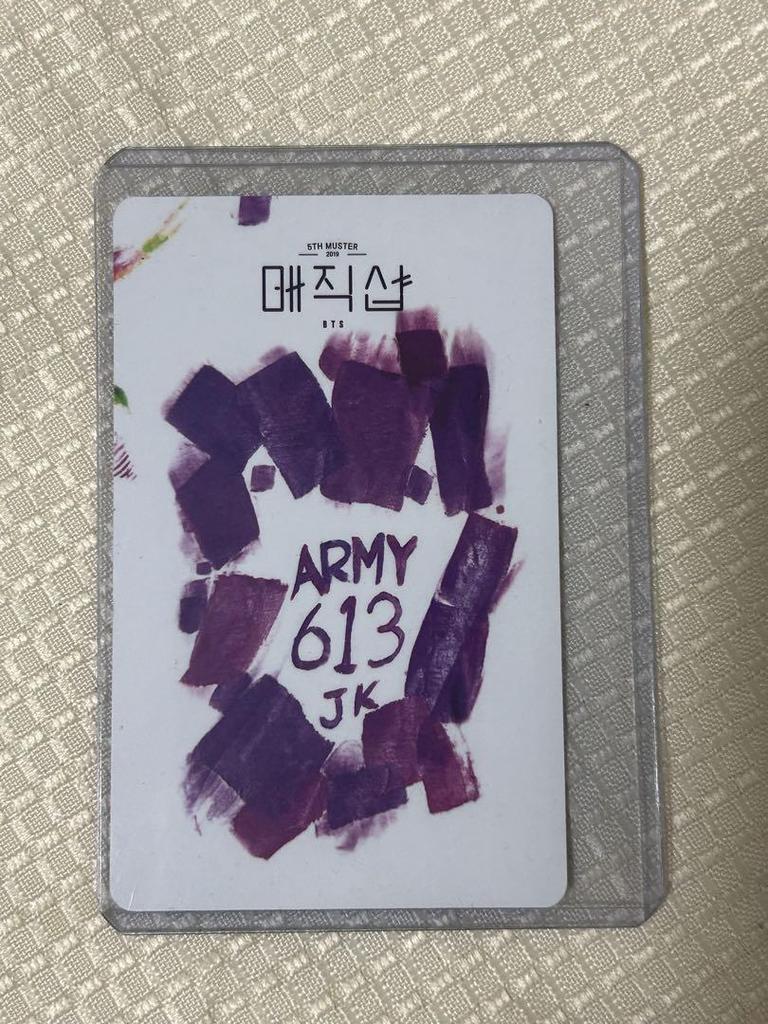 5TH MUSTER
2019
매직샵
BTS
ARMY
613
JK